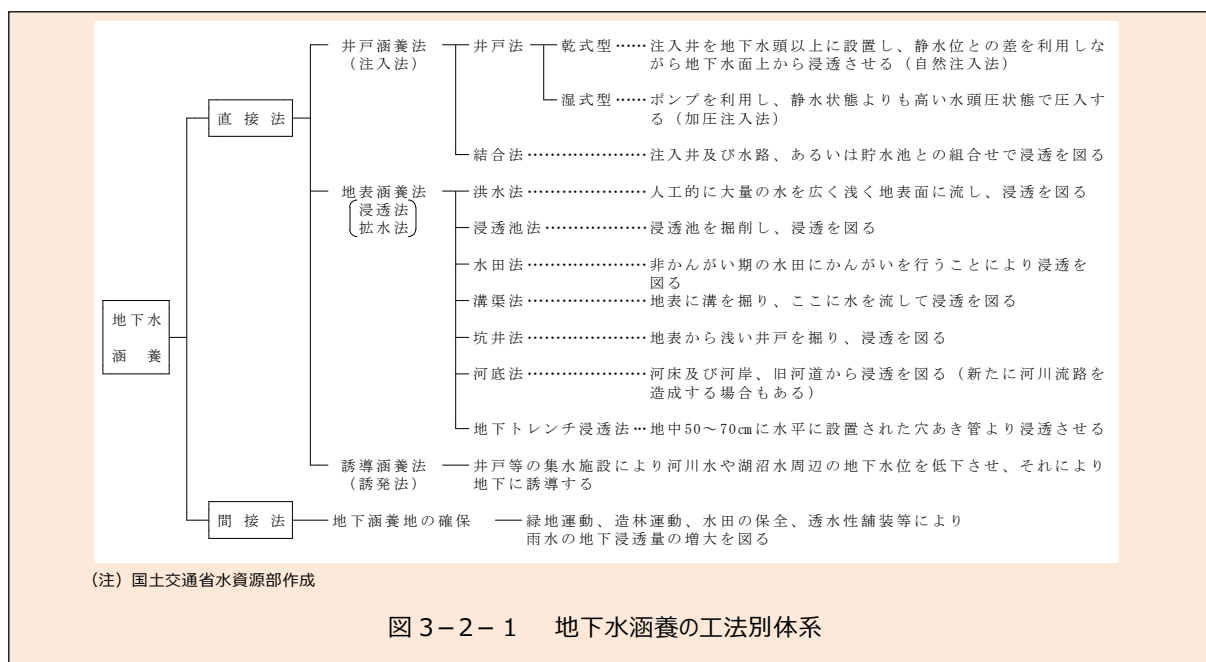 井戸涵養法
(注入法)
井戸法
乾式型……注入井を地下水頭以上に設置し、静水位との差を利用しな
がら地下水面上から浸透させる(自然注入法)
湿式型……ポンプを利用し、静水状態よりも高い水頭圧状態で圧入す
る(加圧注入法)
直接法
結合法…………………注入井及び水路、あるいは貯水池との組合せで浸透を図る
地表涵養法
浸透法
拡水法
洪水法…………………人工的に大量の水を広く浅く地表面に流し、浸透を図る
浸透池法………………浸透池を掘削し、浸透を図る
水田法…………………非かんがい期の水田にかんがいを行うことにより浸透を
図る
溝渠法…………………地表に溝を掘り、ここに水を流して浸透を図る
地下水
涵養
坑井法…………………地表から浅い井戸を掘り、浸透を図る
河底法…………………河床及び河岸、旧河道から浸透を図る(新たに河川流路を
造成する場合もある)
地下トレンチ浸透法…地中50~70㎝に水平に設置された穴あき管より浸透させる
誘導涵養法
(誘発法)
井戸等の集水施設により河川水や湖沼水周辺の地下水位を低下させ、それにより
地下に誘導する
間接法
地下涵養地の確保
緑地運動、造林運動、水田の保全、透水性舗装等により
雨水の地下浸透量の増大を図る
(注)国土交通省水資源部作成
図3-2-1 地下水涵養の工法別体系